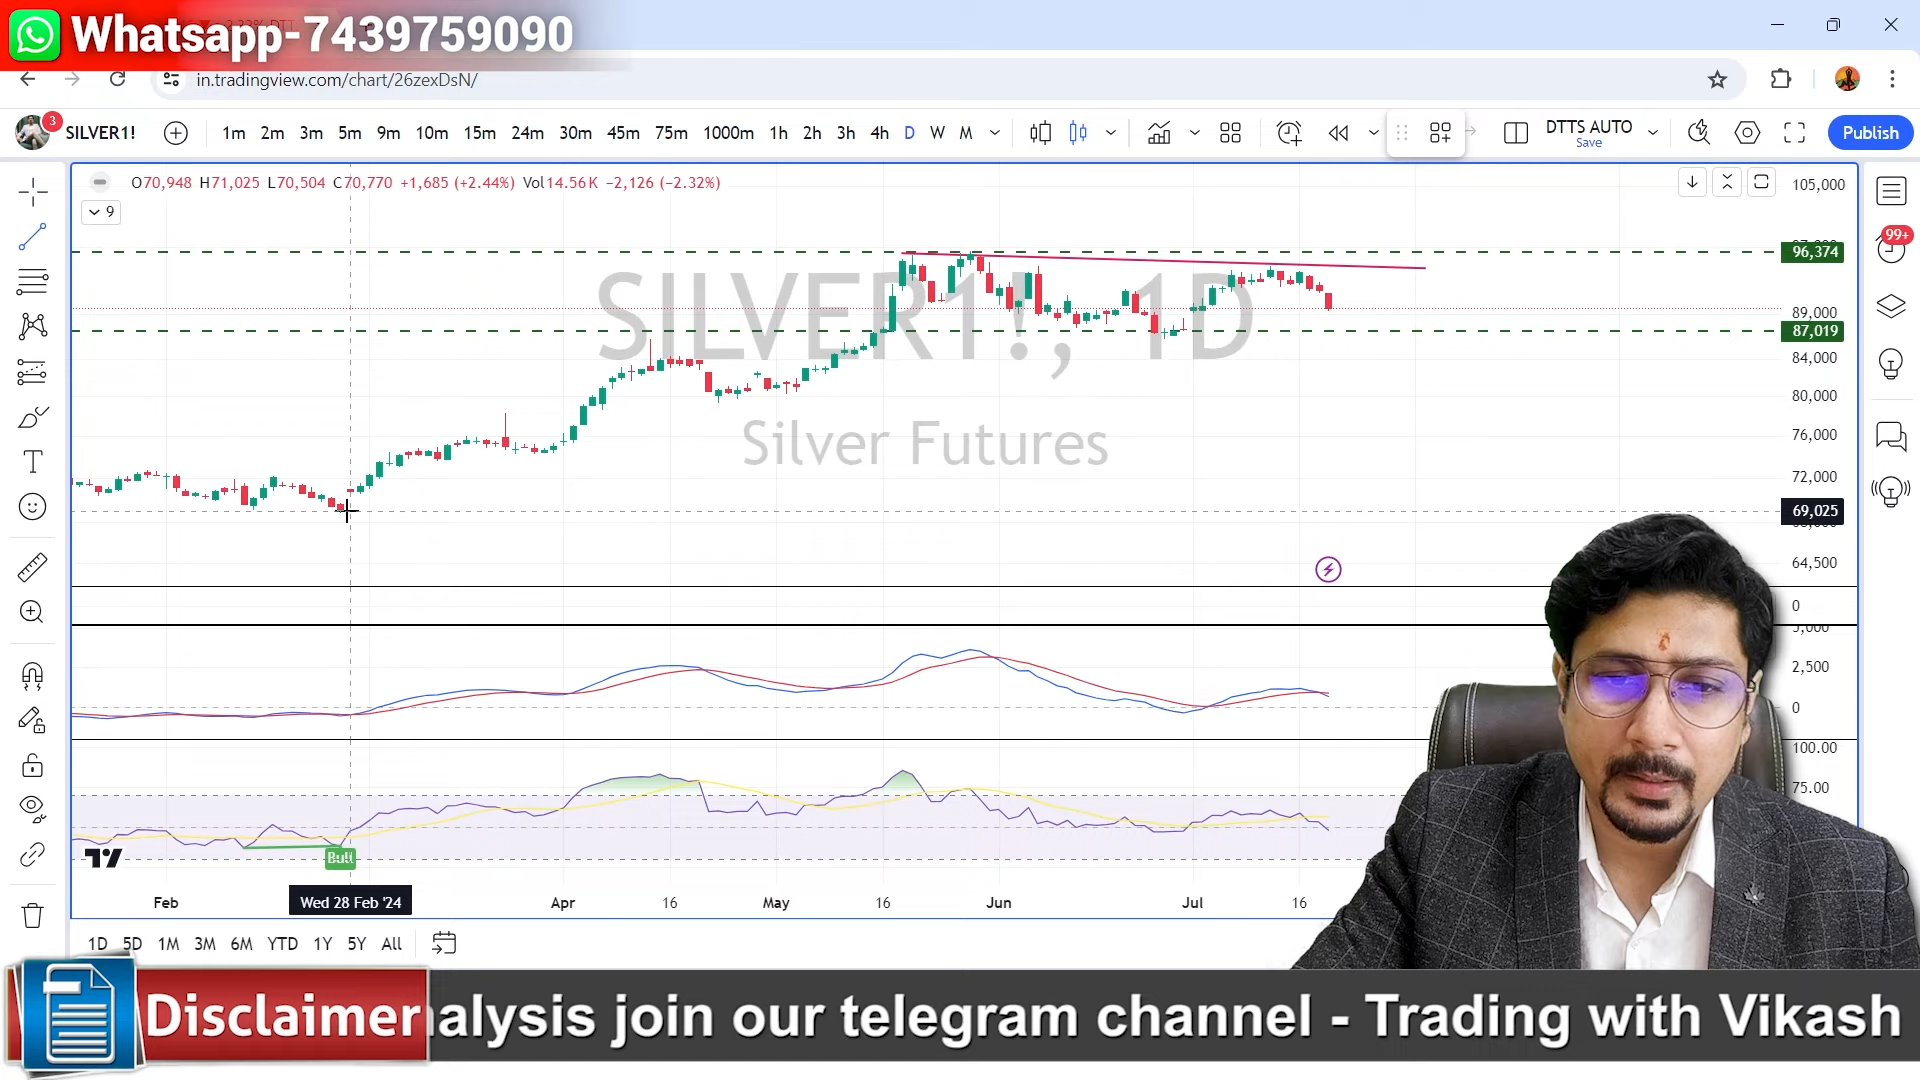 Whatsapp-7439759090
in.tradingview.com/chart/26zexDsN/
3
SILVER1!
1m 2m 3m 5m 9m 10m 15m 24m 30m 45m 75m 1000m 1h 2h 3h 4h D W M
DTTS AUTO
Save
Publish
O70,948 H71,025 L70,504 C70,770 +1,685 (+2.44%) Vol14.56K −2,126 (−2.32%)
9
105,000
99+
96,374
SILVER1!, 1D
89,000
87,019
84,000
80,000
Silver Futures
76,000
72,000
69,025
64,500
0
5,000
2,500
0
100.00
75.00
Bull
Feb
Wed 28 Feb '24
Apr
16
May
16
Jun
Jul
16
1D 5D 1M 3M 6M YTD 1Y 5Y All
Disclaimer
alysis join our telegram channel - Trading with Vikash